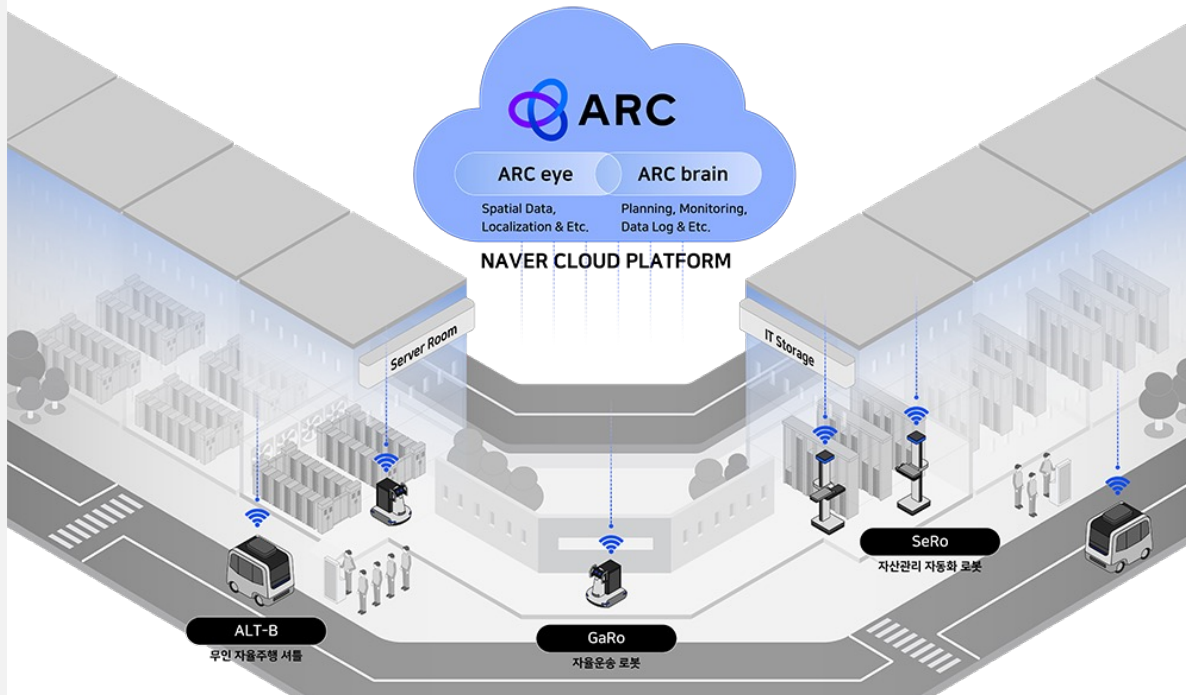 ARC
ARC eye
ARC brain
Spatial Data,
Localization & Etc.
Planning, Monitoring,
Data Log & Etc.
NAVER CLOUD PLATFORM
Server Room
IT Storage
SeRo
자산관리 자동화 로봇
ALT-B
무인 자율주행 셔틀
GaRo
자율운송 로봇